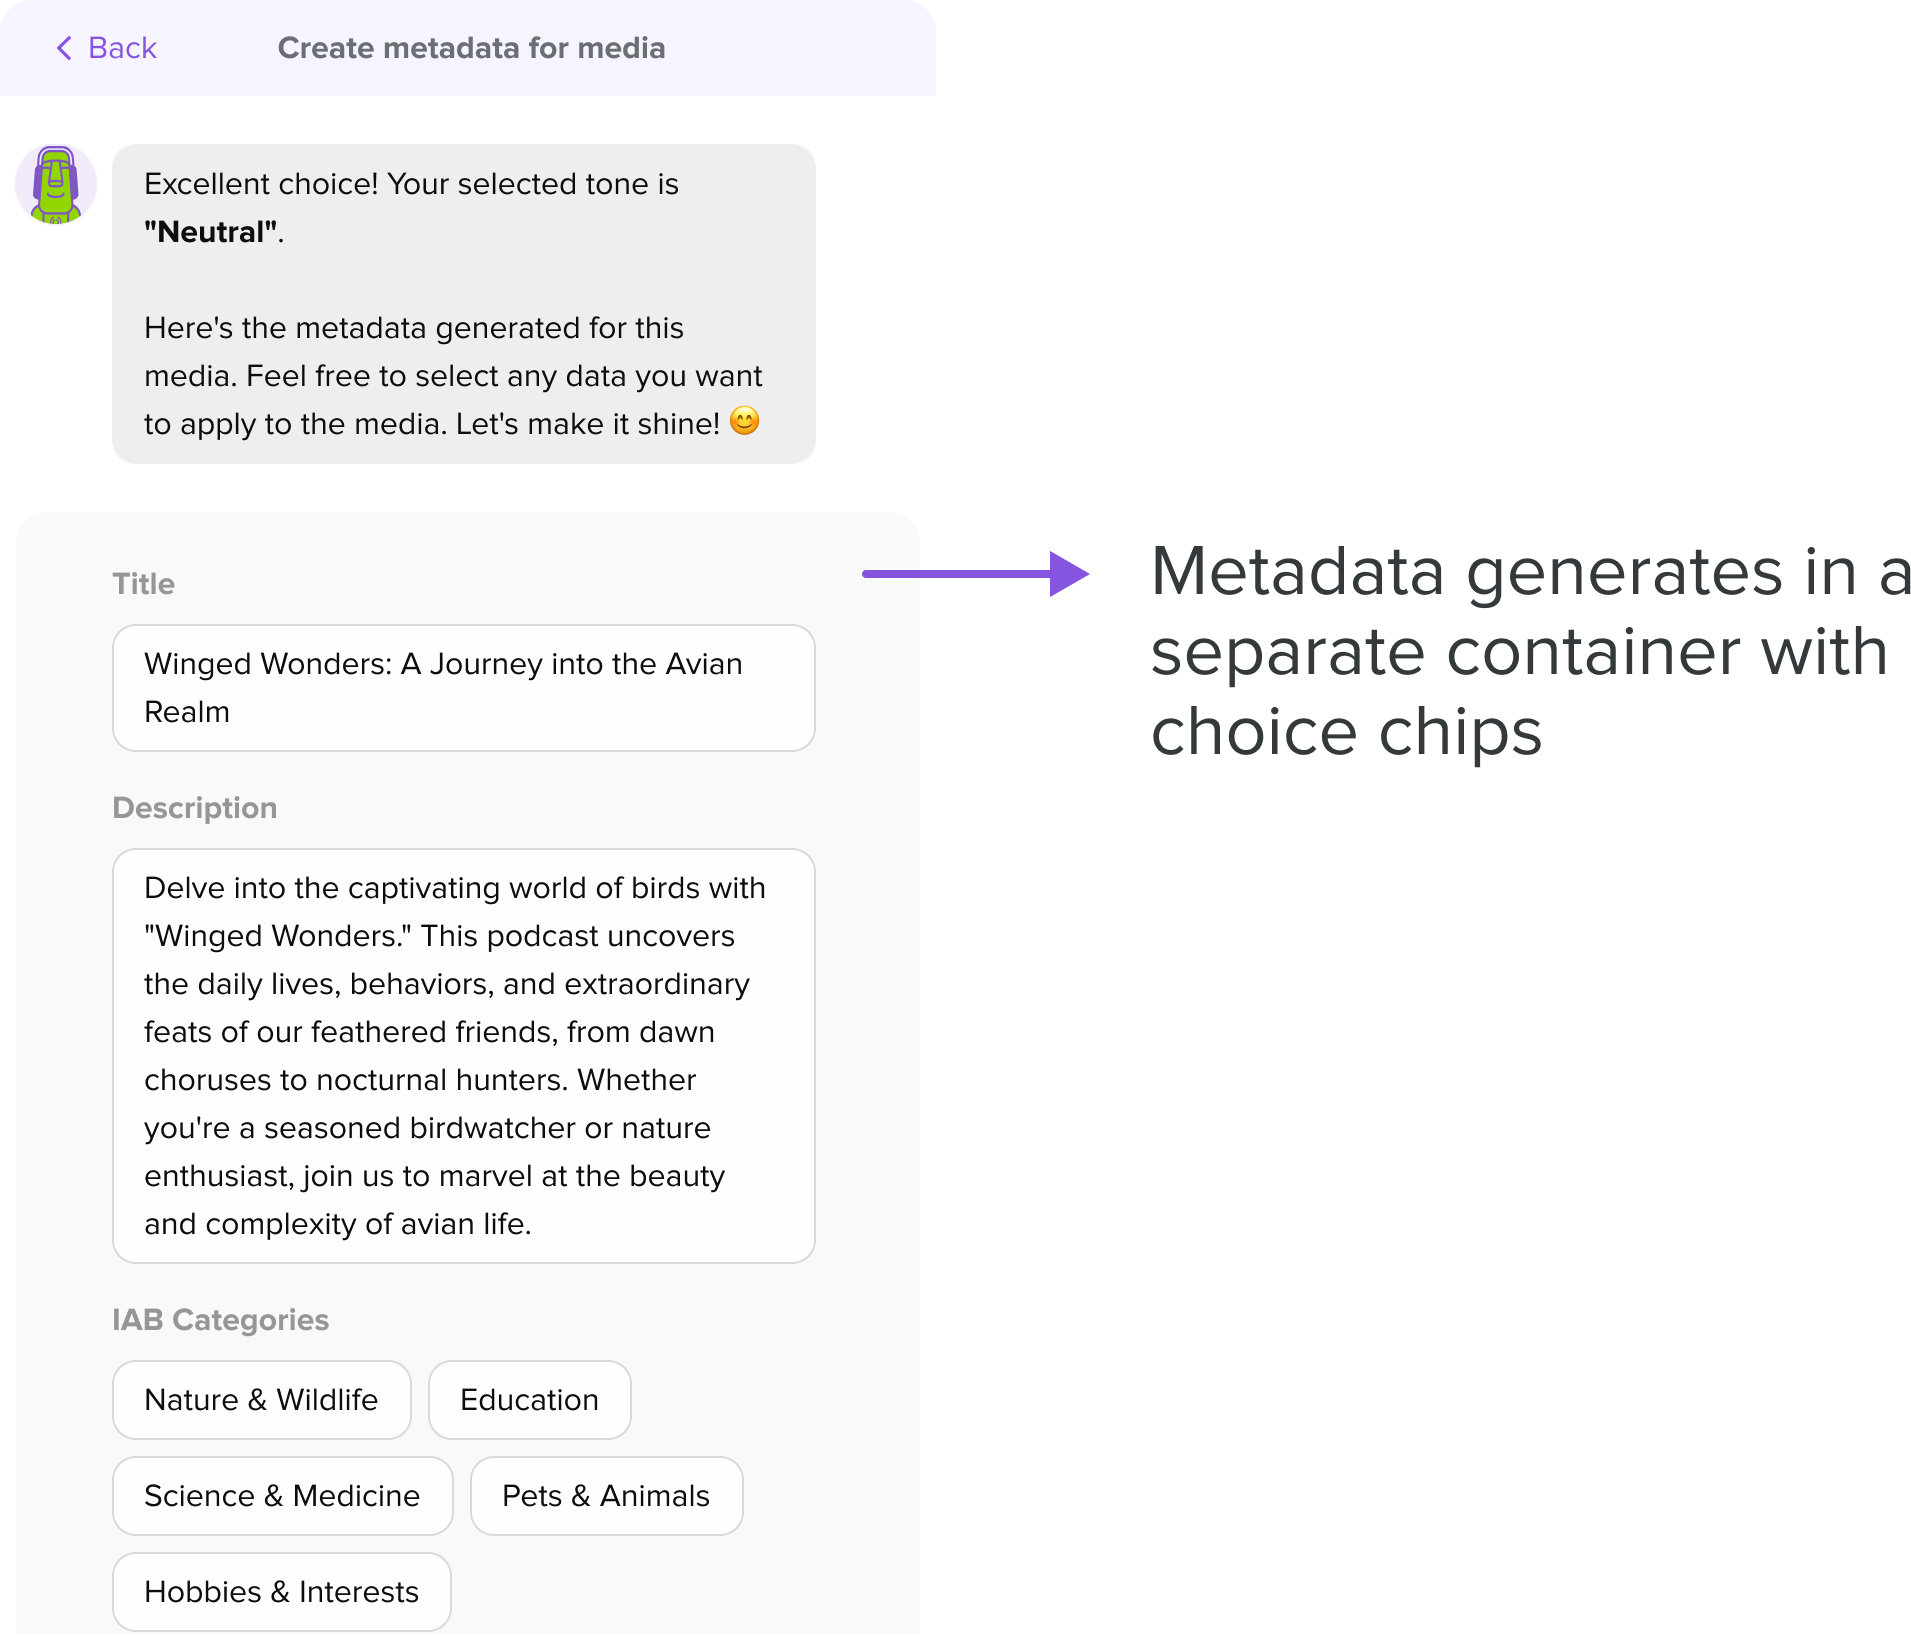 Back
Create metadata for media
Excellent choice! Your selected tone is
"Neutral".
Here's the metadata generated for this
media. Feel free to select any data you want
to apply to the media. Let's make it shine! 😊
Title
Winged Wonders: A Journey into the Avian
Realm
Metadata generates in a
separate container with
choice chips
Description
Delve into the captivating world of birds with
"Winged Wonders." This podcast uncovers
the daily lives, behaviors, and extraordinary
feats of our feathered friends, from dawn
choruses to nocturnal hunters. Whether
you're a seasoned birdwatcher or nature
enthusiast, join us to marvel at the beauty
and complexity of avian life.
IAB Categories
Nature & Wildlife
Education
Science & Medicine
Pets & Animals
Hobbies & Interests